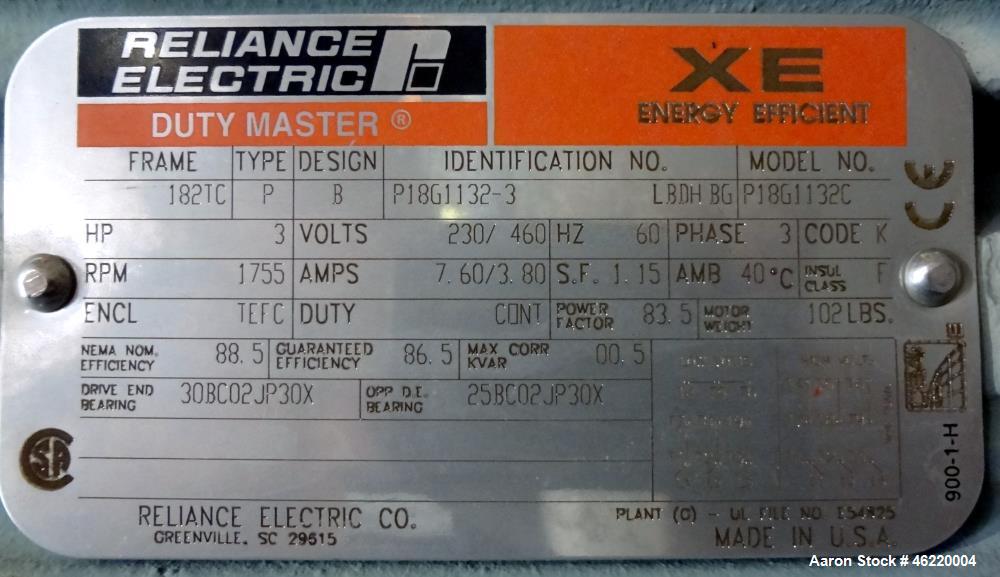 RELIANCE
ELECTRIC
DUTY MASTER ®
XE
ENERGY EFFICIENT
FRAME TYPE DESIGN IDENTIFICATION NO. MODEL NO.
182TC P B P18G1132-3 LBDH BG P18G1132C
HP 3 VOLTS 230/ 460 HZ 60 PHASE 3 CODE K
RPM 1755 AMPS 7.60/3.80 S.F. 1.15 AMB 40°C INSUL CLASS F
ENCL TEFC DUTY CONT POWER FACTOR 83.5 MOTOR WEIGHT 102LBS.
NEMA NOM. EFFICIENCY 88.5 GUARANTEED EFFICIENCY 86.5 MAX CORR KVAR 00.5
DRIVE END BEARING 30BC02JP30X OPP D.E. BEARING 25BC02JP30X
CE
SA
900-1-H
RELIANCE ELECTRIC CO.
GREENVILLE, SC 29615
PLANT (G) - UL FILE NO.
MADE IN U.S.A.
Aaron Stock # 46220004